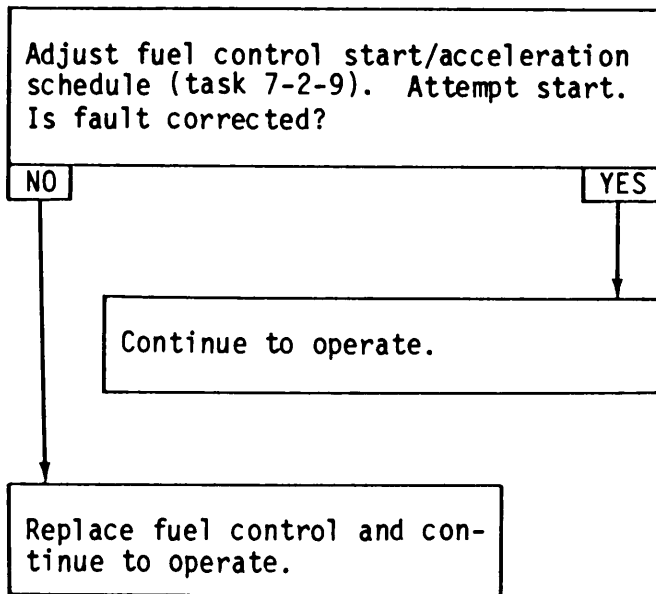 Adjust fuel control start/acceleration
schedule (task 7-2-9). Attempt start.
Is fault corrected?
NO
YES
Continue to operate.
Replace fuel control and con-
tinue to operate.